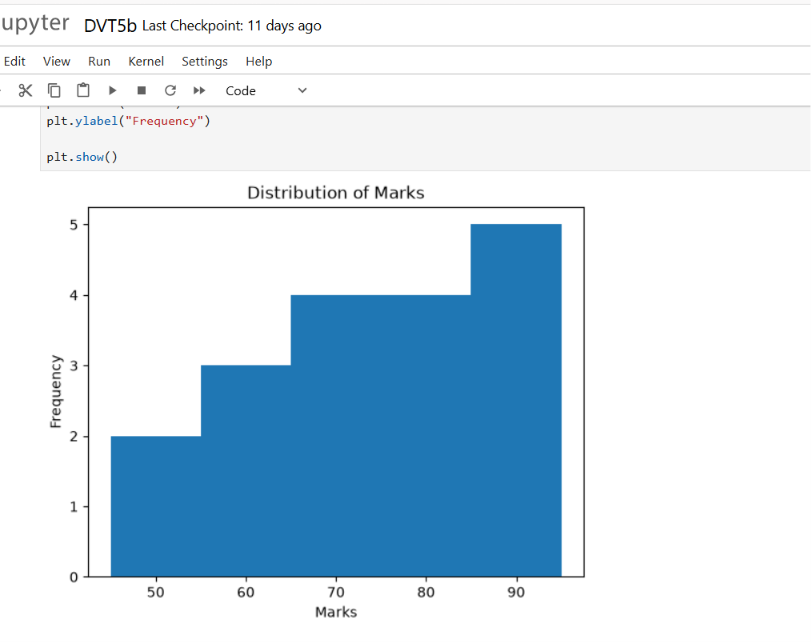 upyter DVT5b Last Checkpoint: 11 days ago
Edit View Run Kernel Settings Help
Code
plt.ylabel("Frequency")
plt.show()
Distribution of Marks
5
4
3
2
1
0
Frequency
50 60 70 80 90
Marks